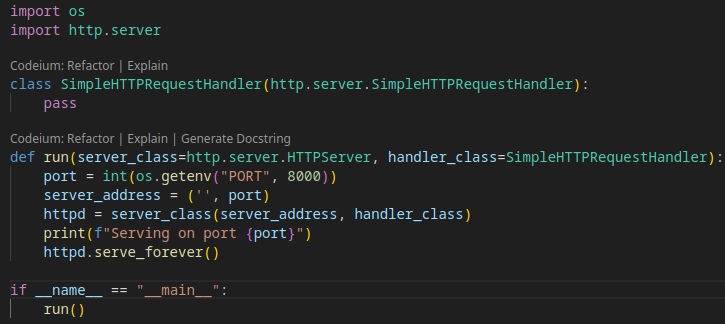 import os
import http.server
Codeium: Refactor | Explain
class SimpleHTTPRequestHandler(http.server.SimpleHTTPRequestHandler):
    pass
Codeium: Refactor | Explain | Generate Docstring
def run(server_class=http.server.HTTPServer, handler_class=SimpleHTTPRequestHandler):
    port = int(os.getenv("PORT", 8000))
    server_address = ('', port)
    httpd = server_class(server_address, handler_class)
    print(f"Serving on port {port}")
    httpd.serve_forever()
if __name__ == "__main__":
    run()